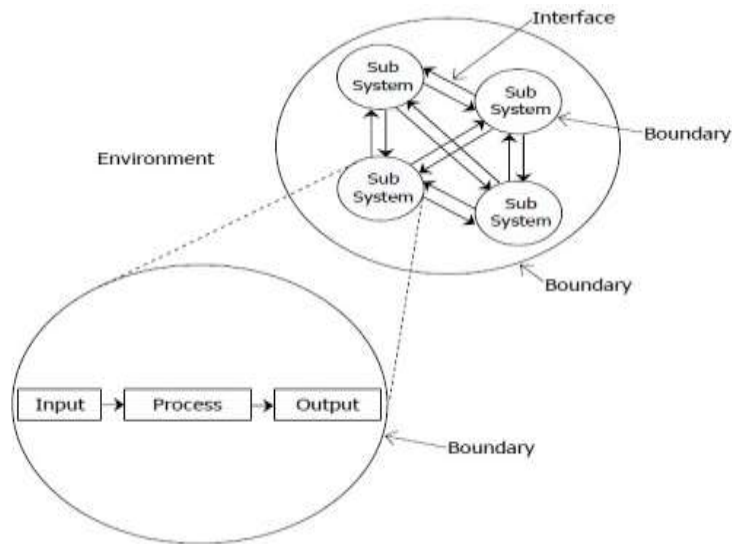 Interface
Sub
System
Sub
System
Boundary
Environment
Sub
System
Sub
System
Boundary
Input
Process
Output
Boundary